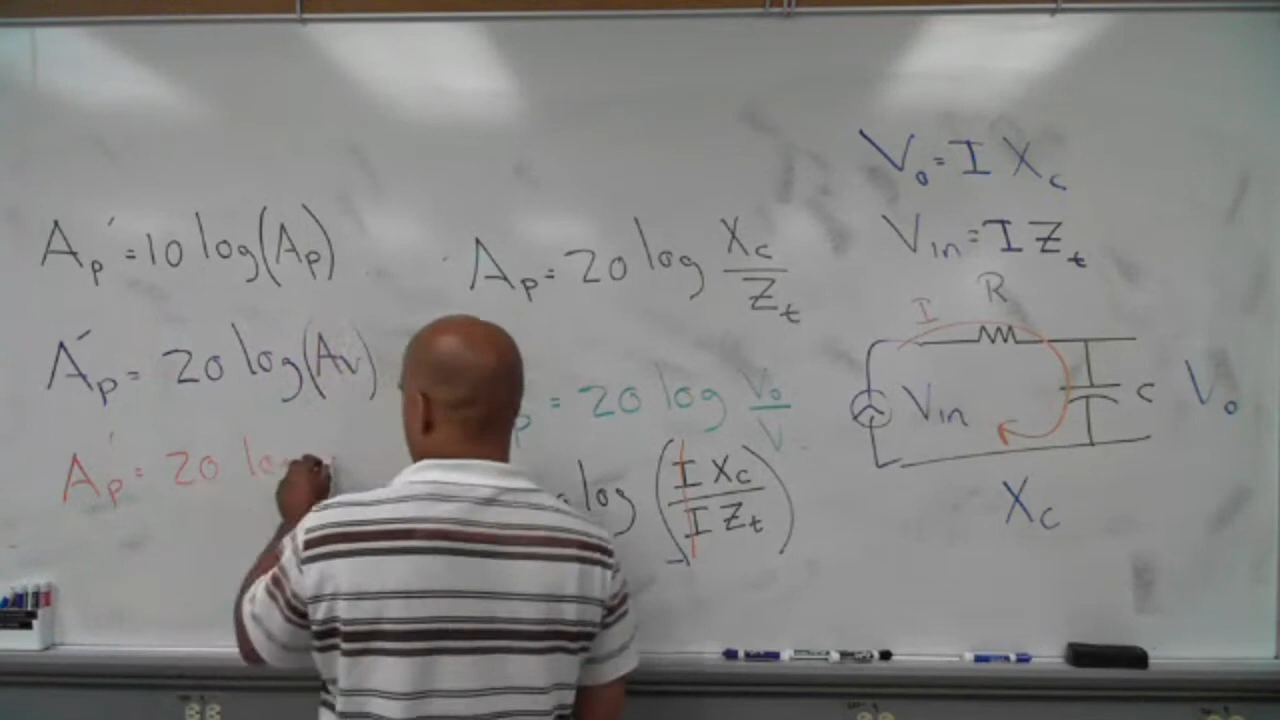 Aₚ' = 10 log(Aₚ)
Aₚ' = 20 log(Av)
Aₚ' = 20 lo
Aₚ = 20 log Xc / Zt
ₚ = 20 log Vo / V
log (I Xc / I Zt)
Vo = I Xc
Vin = I Zt
R
I
Vin
C
Vo
Xc